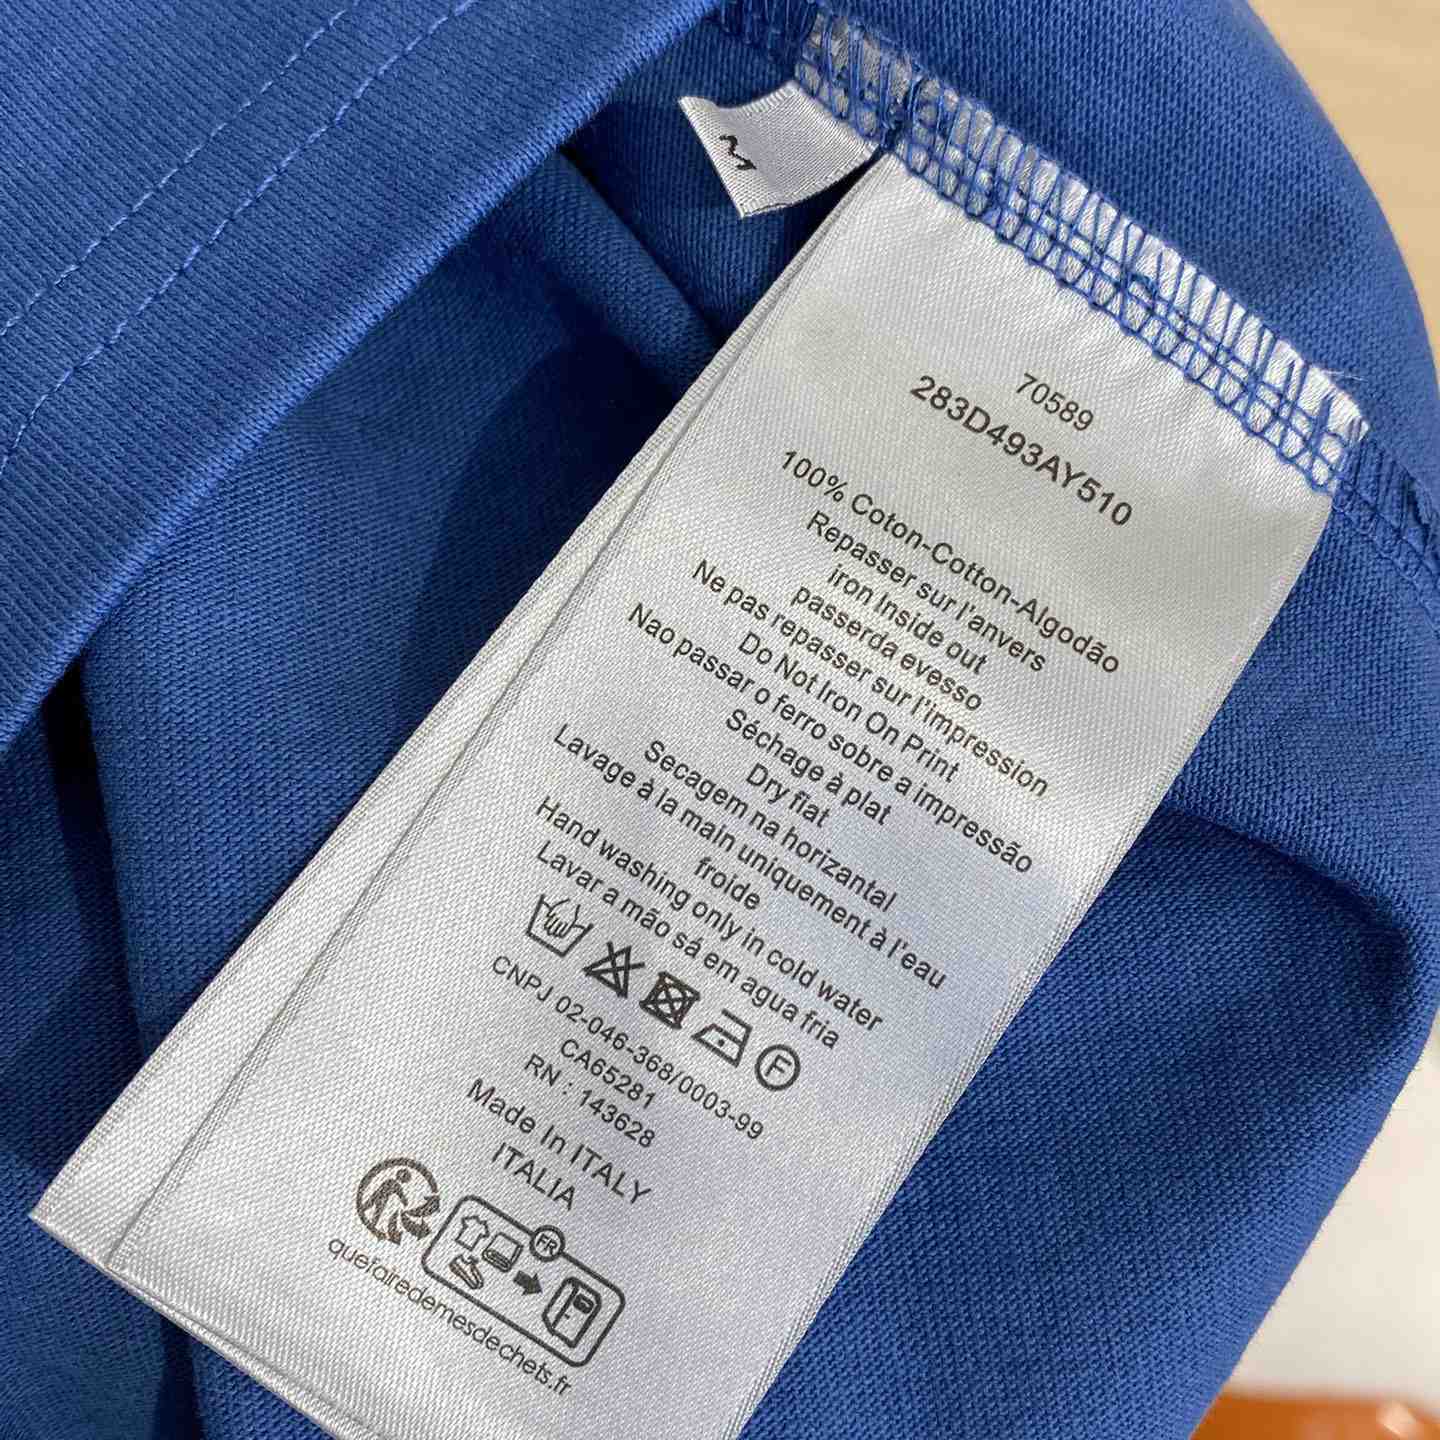 M
70589
283D493AY510
100% Coton-Cotton-Algodão
Repasser sur l'anvers
iron Inside out
passerda evesso
Ne pas repasser sur l'impression
Do Not Iron On Print
Nao passar o ferro sobre a impressão
Séchage à plat
Dry flat
Secagem na horizantal
Lavage à la main uniquement à l'eau
froide
Hand washing only in cold water
Lavar a mão sá em agua fria
F
CNPJ 02-046-368/0003-99
CA65281
RN : 143628
Made In ITALY
ITALIA
FR
quefairedemesdechets.fr